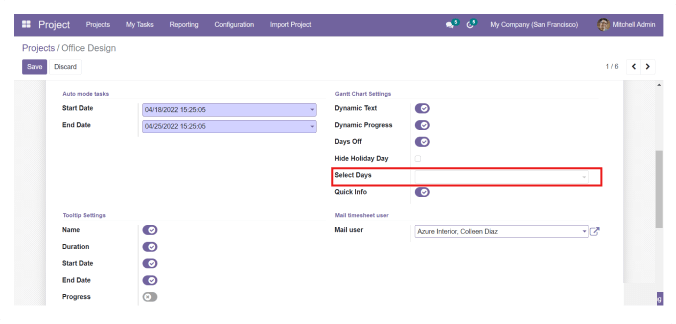 Project Projects My Tasks Reporting Configuration Import Project 5 My Company (San Francisco) Mitchell Admin
Projects / Office Design
Save Discard 1 / 6
Auto mode tasks
Start Date 04/18/2022 15:25:05
End Date 04/25/2022 15:25:05
Gantt Chart Settings
Dynamic Text
Dynamic Progress
Days Off
Hide Holiday Day
Select Days
Quick Info
Tooltip Settings
Name
Duration
Start Date
End Date
Progress
Mail timesheet user
Mail user Azure Interior, Colleen Diaz